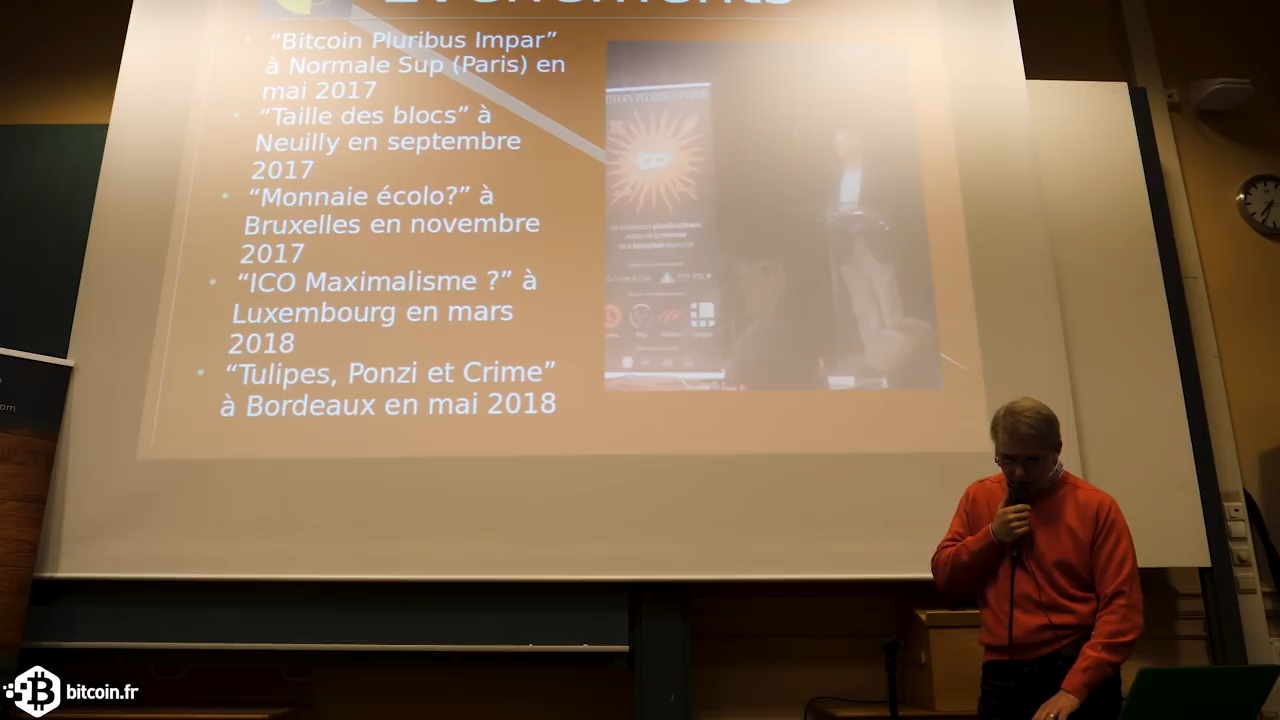 Evénements
“Bitcoin Pluribus Impar”
à Normale Sup (Paris) en
mai 2017
“Taille des blocs” à
Neuilly en septembre
2017
“Monnaie écolo?” à
Bruxelles en novembre
2017
“ICO Maximalisme ?” à
Luxembourg en mars
2018
“Tulipes, Ponzi et Crime”
à Bordeaux en mai 2018
om
bitcoin.fr